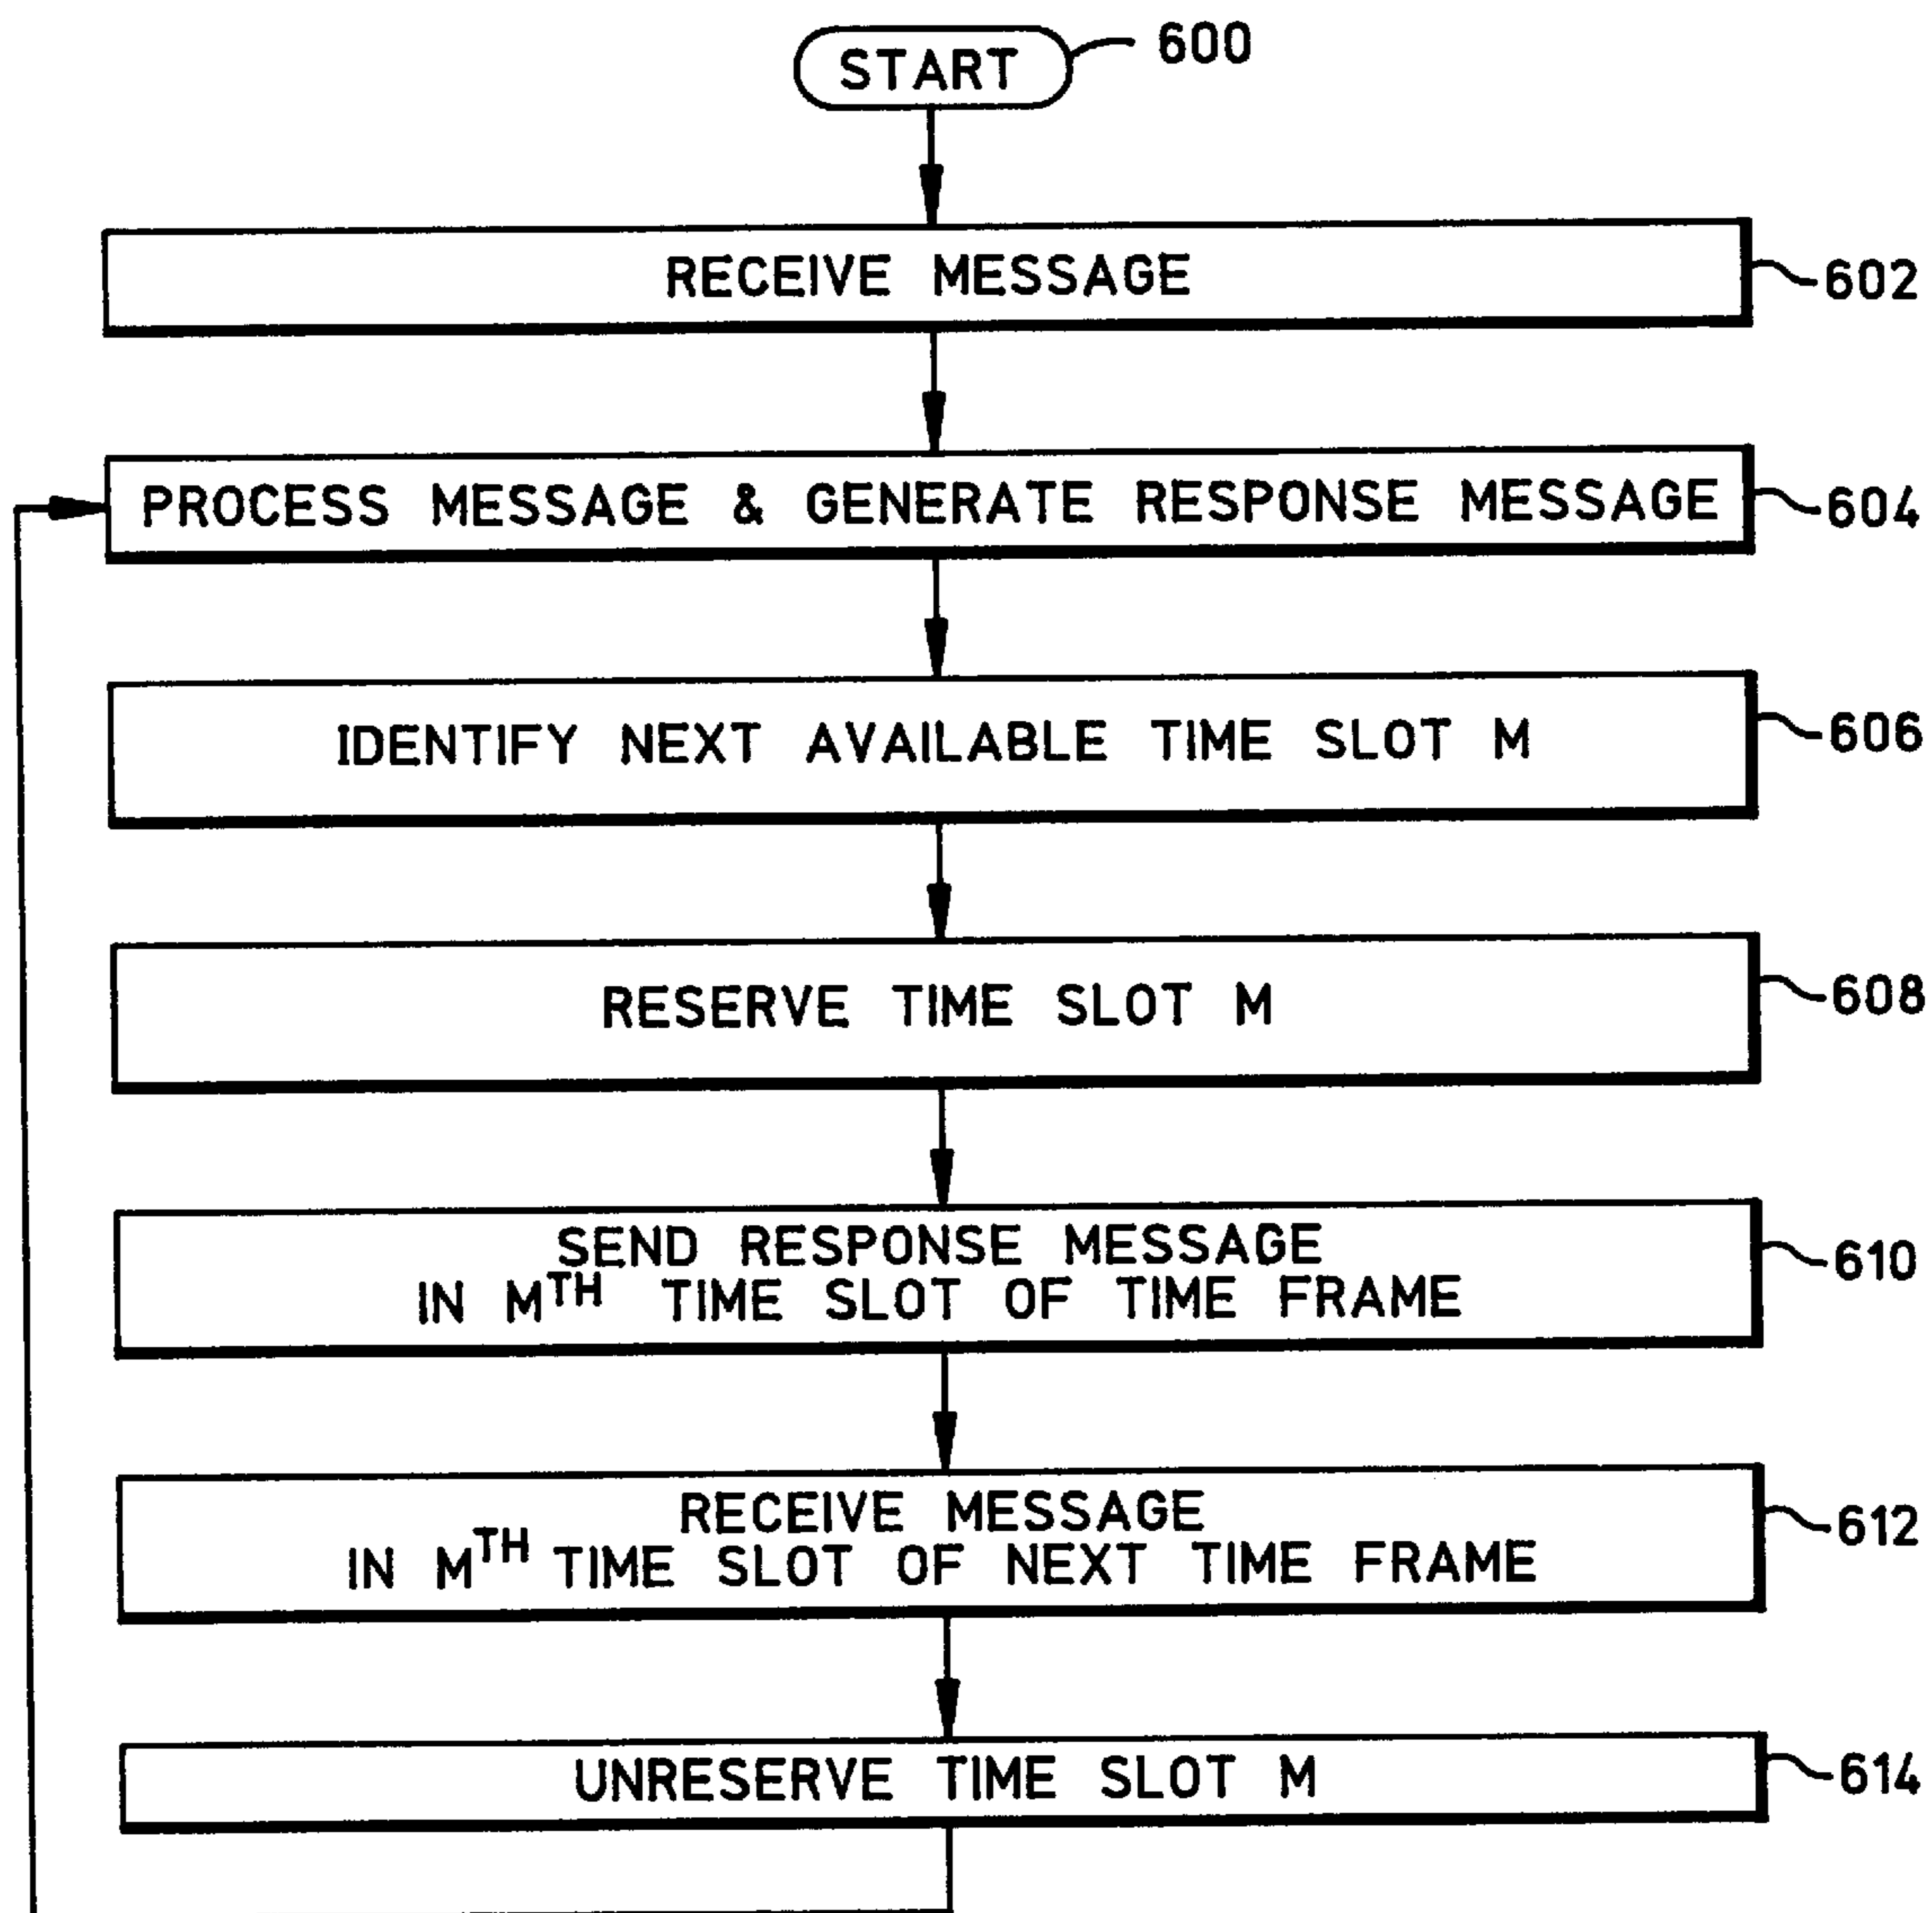 START 600
RECEIVE MESSAGE 602
PROCESS MESSAGE & GENERATE RESPONSE MESSAGE 604
IDENTIFY NEXT AVAILABLE TIME SLOT M 606
RESERVE TIME SLOT M 608
SEND RESPONSE MESSAGE
IN MTH TIME SLOT OF TIME FRAME 610
RECEIVE MESSAGE
IN MTH TIME SLOT OF NEXT TIME FRAME 612
UNRESERVE TIME SLOT M 614